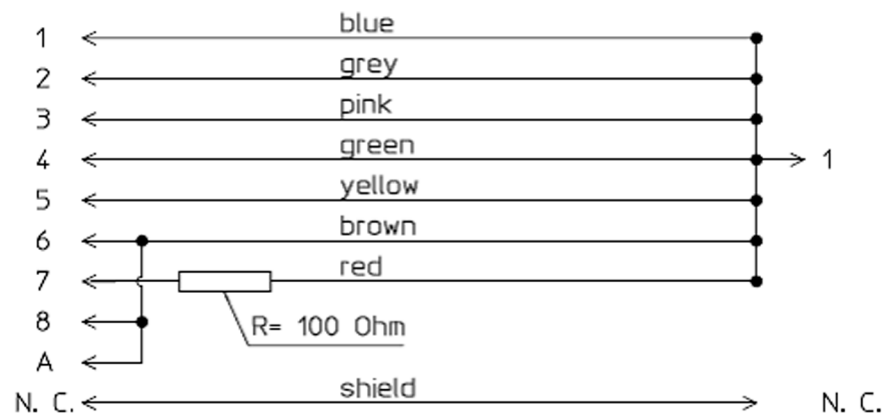 1 blue
2 grey
3 pink
4 green 1
5 yellow
6 brown
7 red
8 R= 100 Ohm
A
N. C. shield N. C.